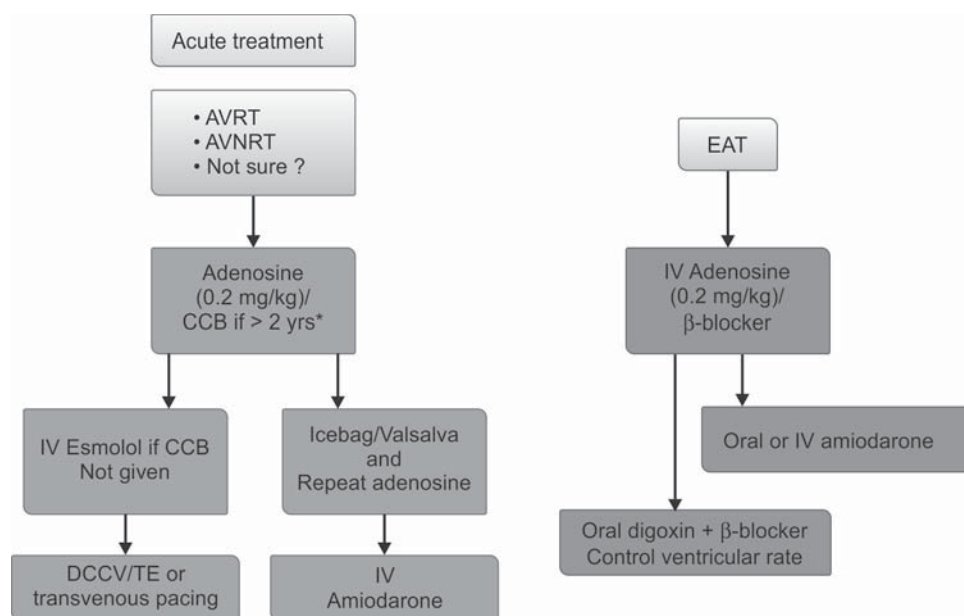 Acute treatment
• AVRT
• AVNRT
• Not sure ?
Adenosine
(0.2 mg/kg)/
CCB if > 2 yrs*
IV Esmolol if CCB
Not given
Icebag/Valsalva
and
Repeat adenosine
DCCV/TE or
transvenous pacing
IV
Amiodarone
EAT
IV Adenosine
(0.2 mg/kg)/
β-blocker
Oral or IV amiodarone
Oral digoxin + β-blocker
Control ventricular rate